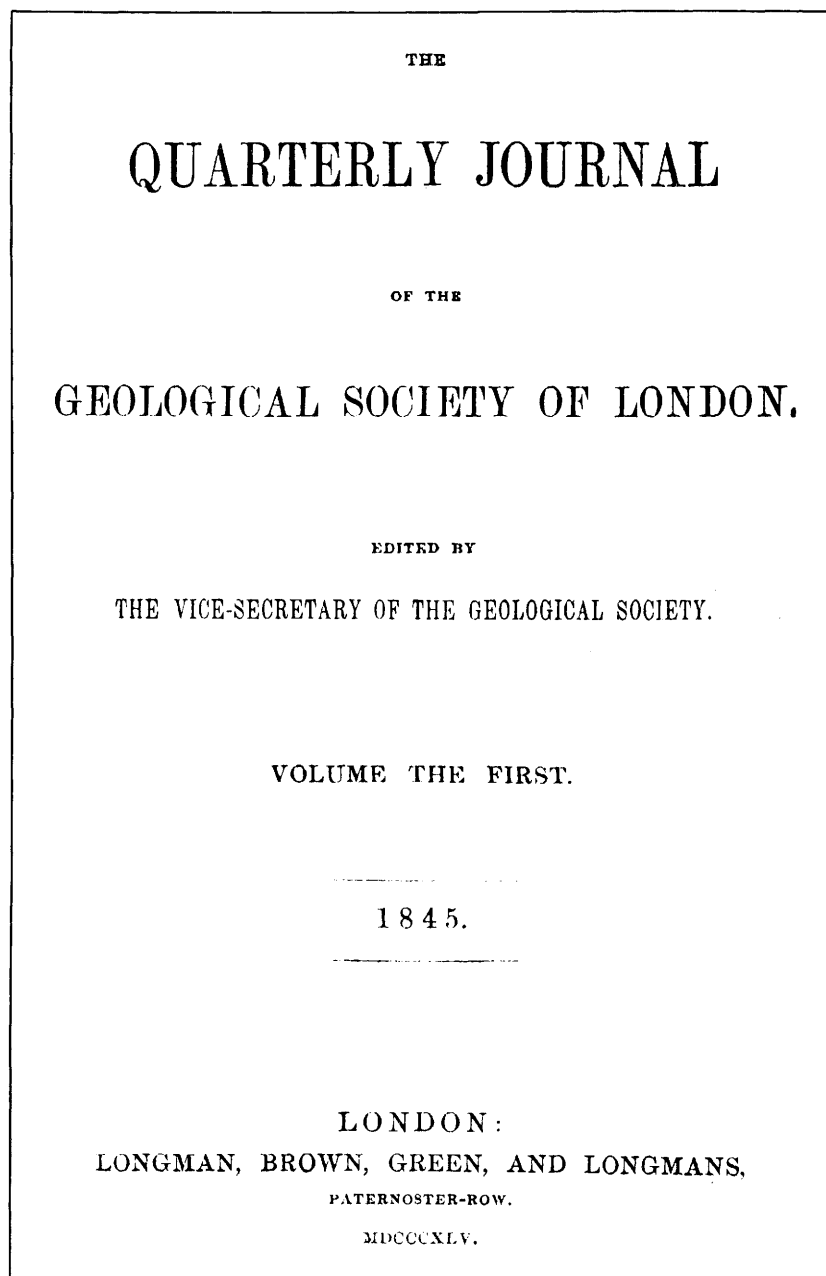 THE
QUARTERLY JOURNAL
OF THE
GEOLOGICAL SOCIETY OF LONDON.
EDITED BY
THE VICE-SECRETARY OF THE GEOLOGICAL SOCIETY.
VOLUME THE FIRST.
1845.
LONDON:
LONGMAN, BROWN, GREEN, AND LONGMANS,
PATERNOSTER-ROW.
MDCCCXLV.